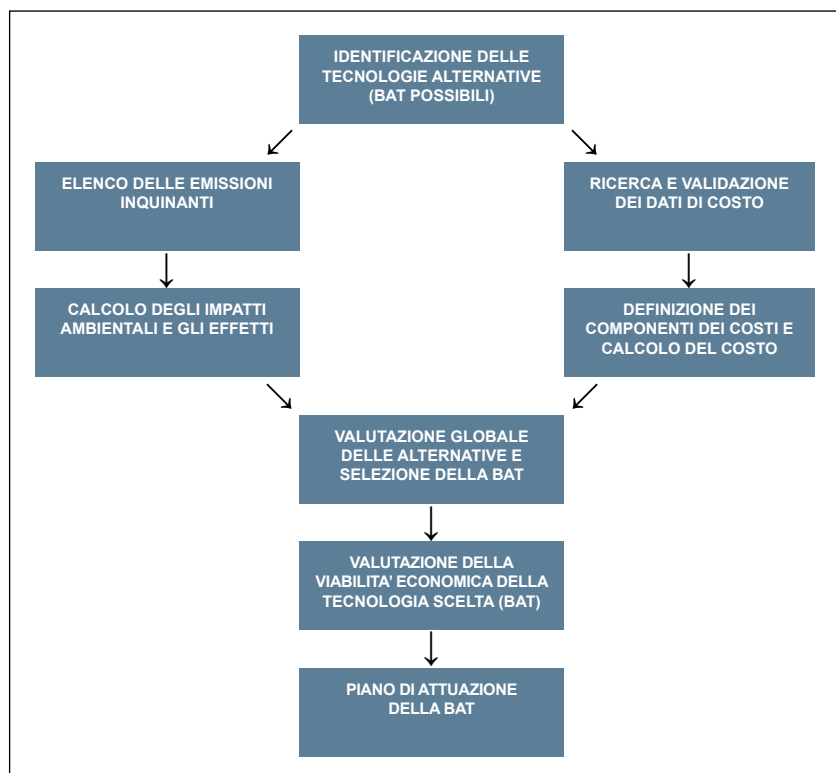 IDENTIFICAZIONE DELLE
TECNOLOGIE ALTERNATIVE
(BAT POSSIBILI)
ELENCO DELLE EMISSIONI
INQUINANTI
RICERCA E VALIDAZIONE
DEI DATI DI COSTO
CALCOLO DEGLI IMPATTI
AMBIENTALI E GLI EFFETTI
DEFINIZIONE DEI
COMPONENTI DEI COSTI E
CALCOLO DEL COSTO
VALUTAZIONE GLOBALE
DELLE ALTERNATIVE E
SELEZIONE DELLA BAT
VALUTAZIONE DELLA
VIABILITA’ ECONOMICA DELLA
TECNOLOGIA SCELTA (BAT)
PIANO DI ATTUAZIONE
DELLA BAT